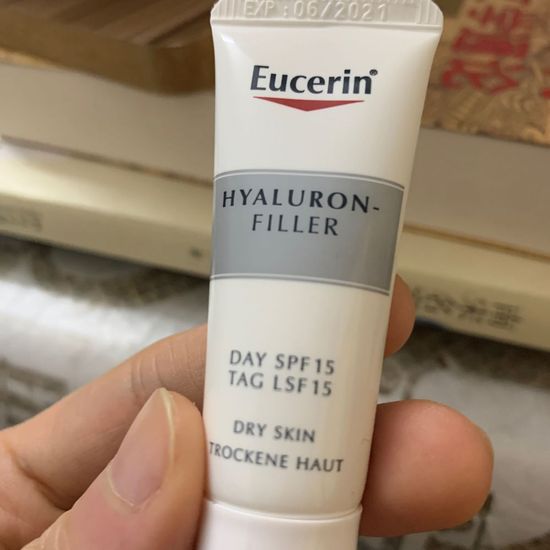 EXP:06/2021
Eucerin®
HYALURON-
FILLER
DAY SPF 15
TAG LSF 15
DRY SKIN
TROCKENE HAUT